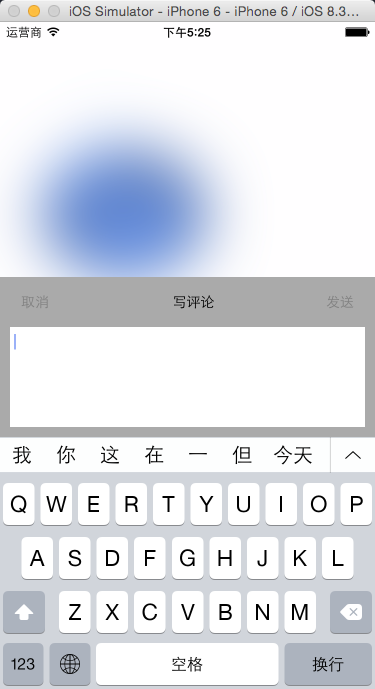 iOS Simulator - iPhone 6 - iPhone 6 / iOS 8.3...
运营商 下午5:25
取消 写评论 发送
我 你 这 在 一 但 今天
Q W E R T Y U I O P
A S D F G H J K L
Z X C V B N M
123 空格 换行